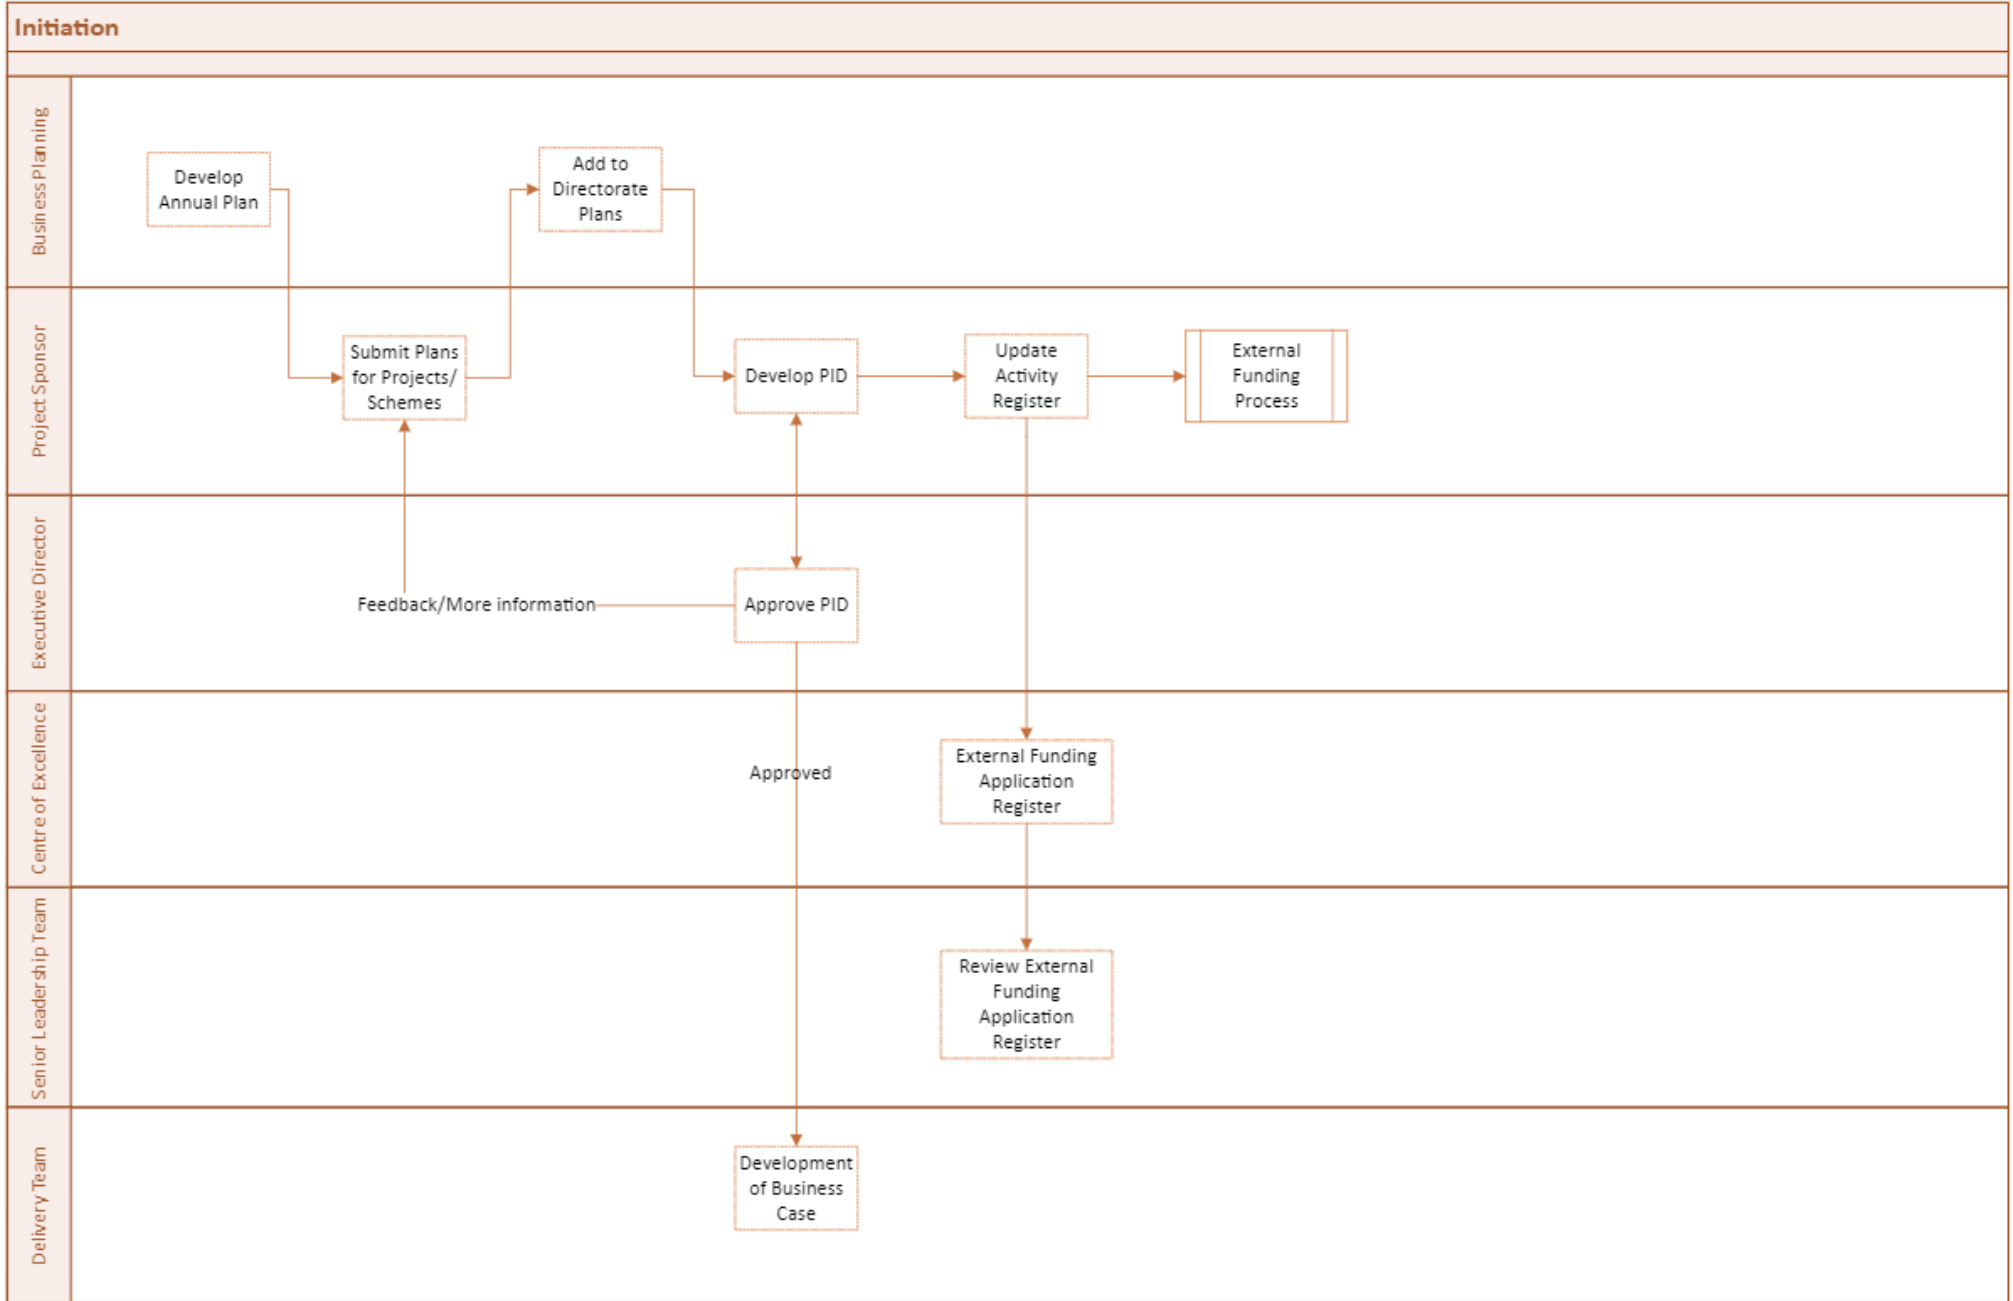 Initiation
Business Planning
Develop
Annual Plan
Add to
Directorate
Plans
Project Sponsor
Submit Plans
for Projects/
Schemes
Develop PID
Update
Activity
Register
External
Funding
Process
Executive Director
Feedback/More information
Approve PID
Centre of Excellence
Approved
External Funding
Application
Register
Senior Leadership Team
Review External
Funding
Application
Register
Delivery Team
Development
of Business
Case